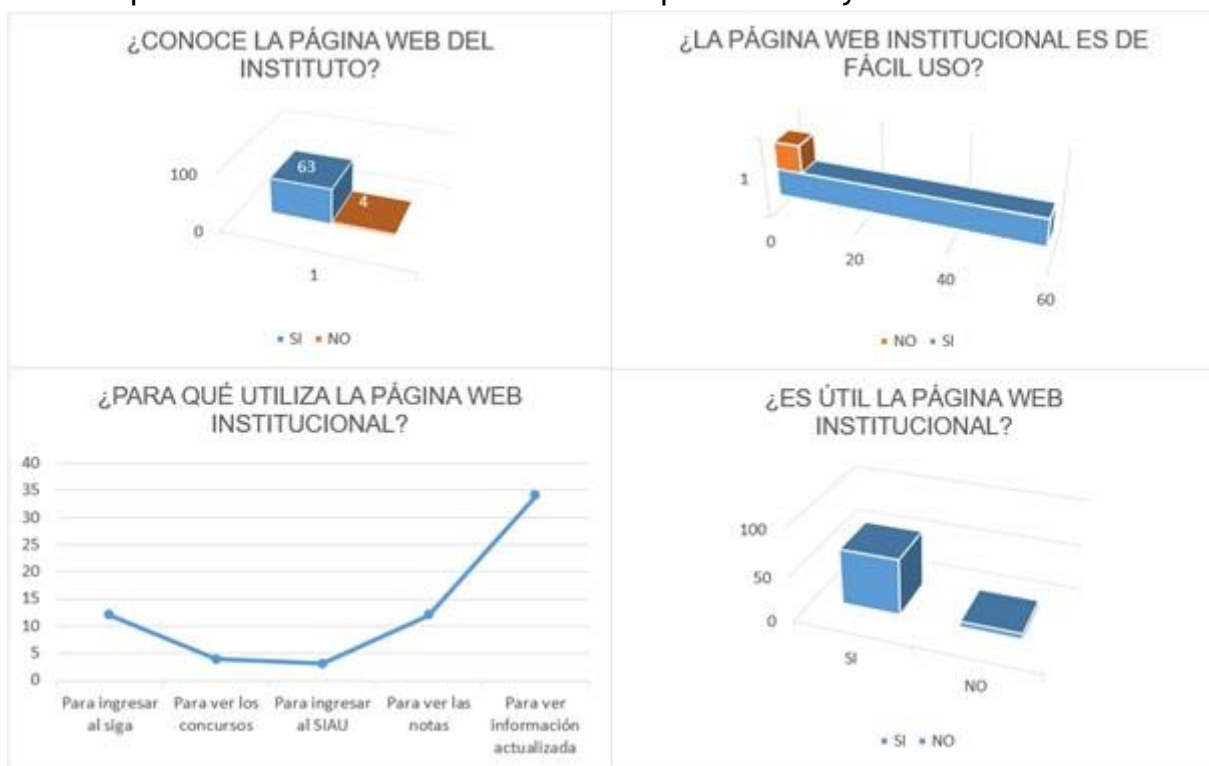 ¿CONOCE LA PÁGINA WEB DEL
INSTITUTO?
100
0
63
4
1
SI NO
¿LA PÁGINA WEB INSTITUCIONAL ES DE
FÁCIL USO?
1
0
20
40
60
NO SI
¿PARA QUÉ UTILIZA LA PÁGINA WEB
INSTITUCIONAL?
40
35
30
25
20
15
10
5
0
Para ingresar al siga
Para ver los concursos
Para ingresar al SIAU
Para ver las notas
Para ver información actualizada
¿ES ÚTIL LA PÁGINA WEB
INSTITUCIONAL?
100
50
0
SI
NO
SI NO